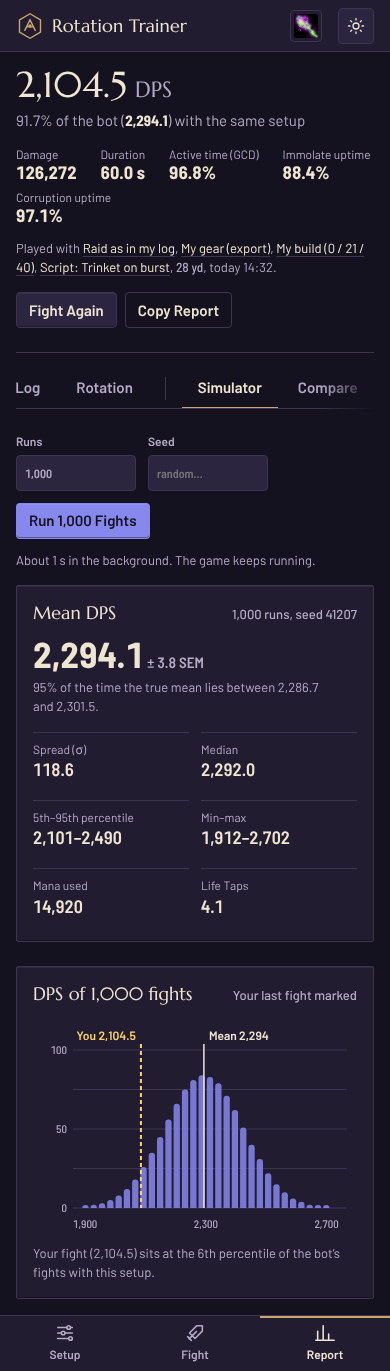 Rotation Trainer
2,104.5 DPS
91.7% of the bot (2,294.1) with the same setup
Damage Duration Active time (GCD) Immolate uptime
126,272 60.0 s 96.8% 88.4%
Corruption uptime
97.1%
Played with Raid as in my log, My gear (export), My build (0 / 21 /
40), Script: Trinket on burst, 28 yd, today 14:32.
Fight Again Copy Report
Log Rotation Simulator Compare
Runs Seed
1,000 random...
Run 1,000 Fights
About 1 s in the background. The game keeps running.
Mean DPS 1,000 runs, seed 41207
2,294.1 ± 3.8 SEM
95% of the time the true mean lies between 2,286.7
and 2,301.5.
Spread (σ) Median
118.6 2,292.0
5th–95th percentile Min–max
2,101–2,490 1,912–2,702
Mana used Life Taps
14,920 4.1
DPS of 1,000 fights Your last fight marked
You 2,104.5 Mean 2,294
100
50
0
1,900 2,300 2,700
Your fight (2,104.5) sits at the 6th percentile of the bot's
fights with this setup.
Setup Fight Report